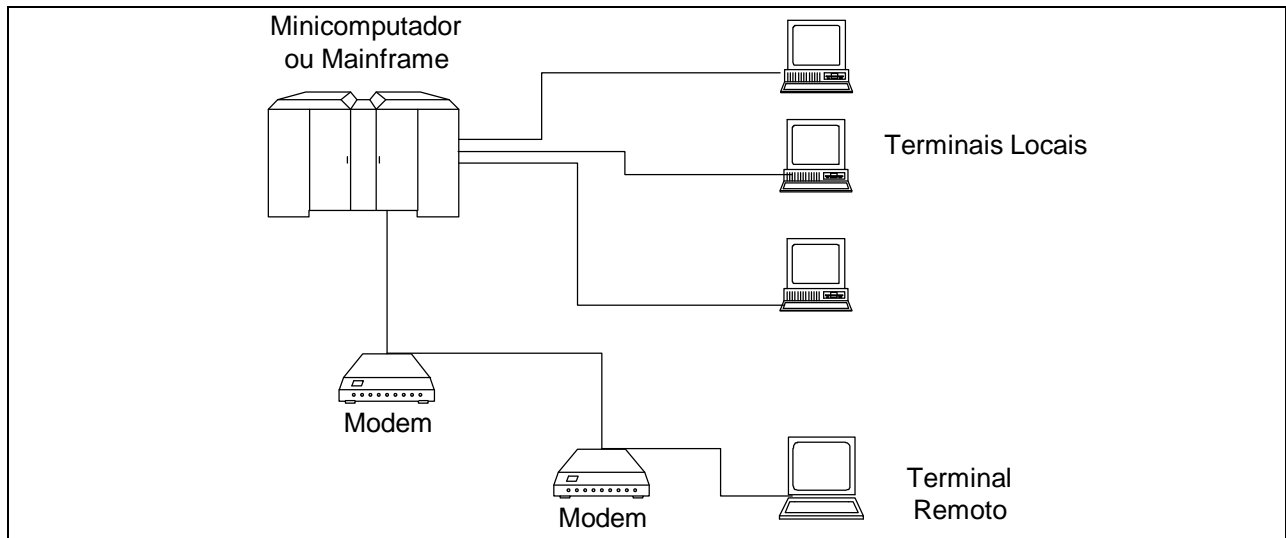 Minicomputador
ou Mainframe
Terminais Locais
Modem
Modem
Terminal
Remoto